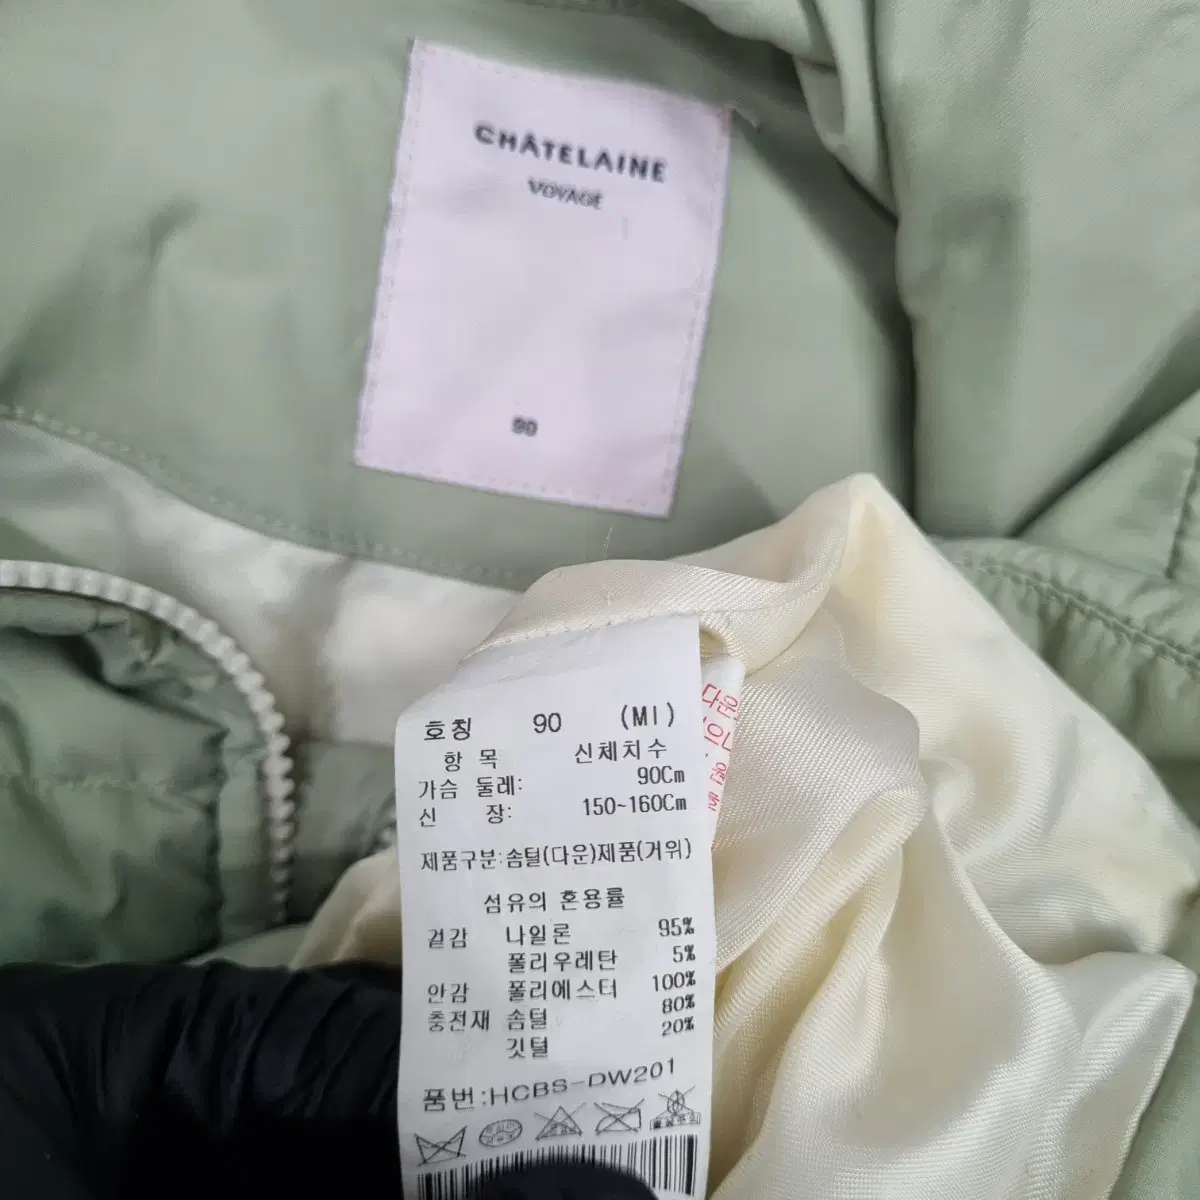 CHÂTELAINE
VOYAGE
90
호칭 90 (MI)
항 목 신체치수
가슴 둘레: 90Cm
신 장: 150~160Cm
제품구분:솜털(다운)제품(거위)
섬유의 혼용률
겉감 나일론 95%
폴리우레탄 5%
안감 폴리에스터 100%
충전재 솜털 80%
깃털 20%
품번:HCBS-DW201
다운